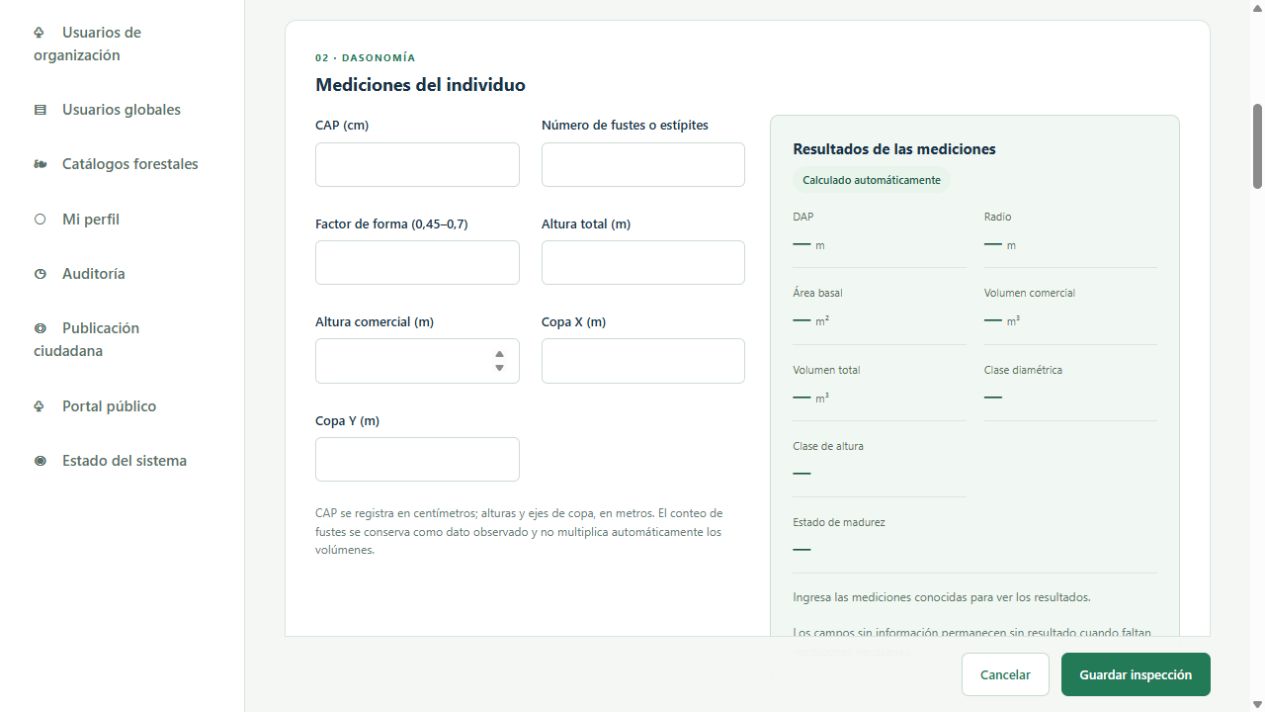 Usuarios de
organización
Usuarios globales
Catálogos forestales
Mi perfil
Auditoría
Publicación
ciudadana
Portal público
Estado del sistema
02 · DASONOMÍA
Mediciones del individuo
CAP (cm)
Número de fustes o estípites
Factor de forma (0,45–0,7)
Altura total (m)
Altura comercial (m)
Copa X (m)
Copa Y (m)
CAP se registra en centímetros; alturas y ejes de copa, en metros. El conteo de
fustes se conserva como dato observado y no multiplica automáticamente los
volúmenes.
Resultados de las mediciones
Calculado automáticamente
DAP
Radio
— m
— m
Área basal
Volumen comercial
— m²
— m³
Volumen total
Clase diamétrica
— m³
—
Clase de altura
—
Estado de madurez
—
Ingresa las mediciones conocidas para ver los resultados.
Los campos sin información permanecen sin resultado cuando faltan
Cancelar
Guardar inspección